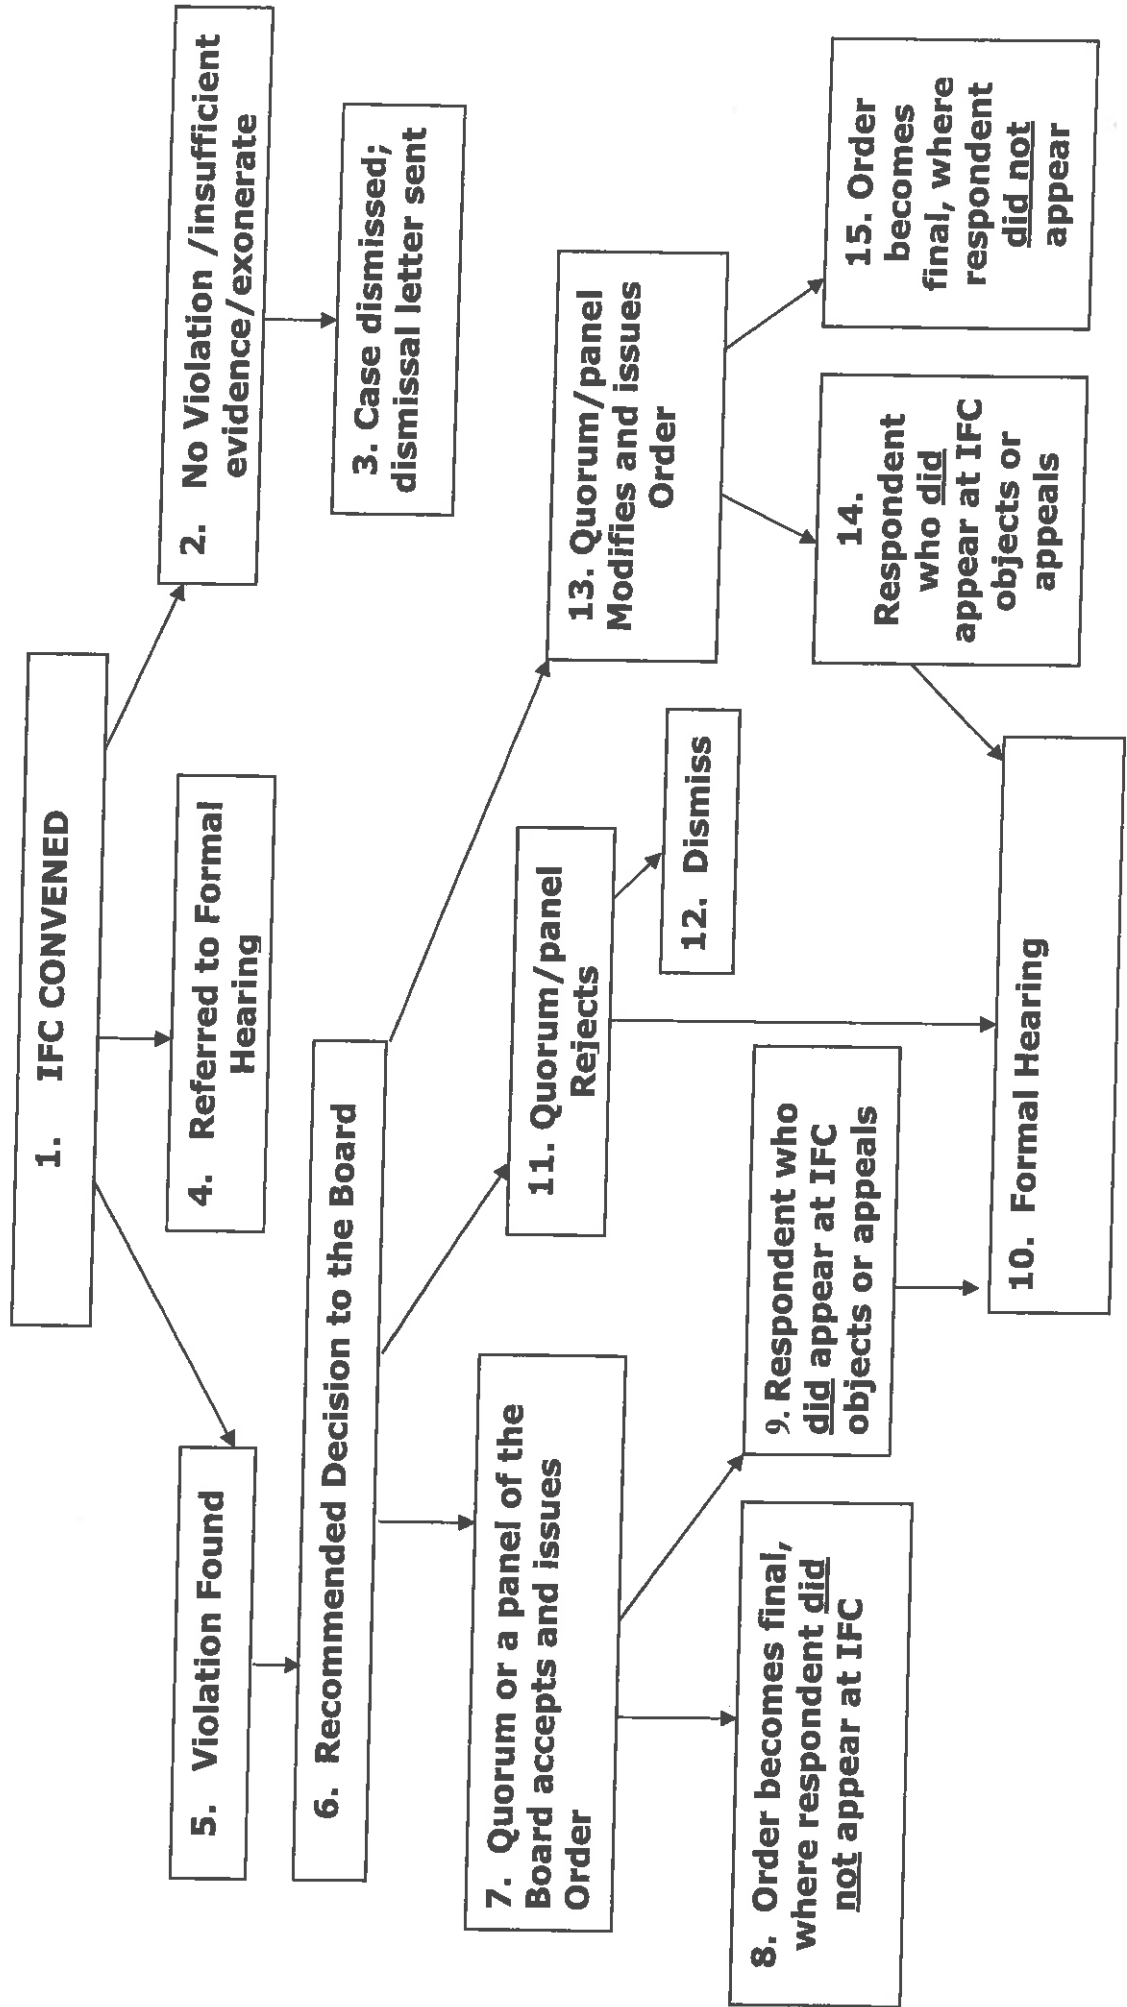 1. IFC CONVENED
2. No Violation /insufficient
evidence/exonerate
3. Case dismissed;
dismissal letter sent
4. Referred to Formal
Hearing
5. Violation Found
6. Recommended Decision to the Board
7. Quorum or a panel of the
Board accepts and issues
Order
8. Order becomes final,
where respondent did
not appear at IFC
9. Respondent who
did appear at IFC
objects or appeals
10. Formal Hearing
11. Quorum/panel
Rejects
12. Dismiss
13. Quorum/panel
Modifies and issues
Order
14.
Respondent
who did
appear at IFC
objects or
appeals
15. Order
becomes
final, where
respondent
did not
appear